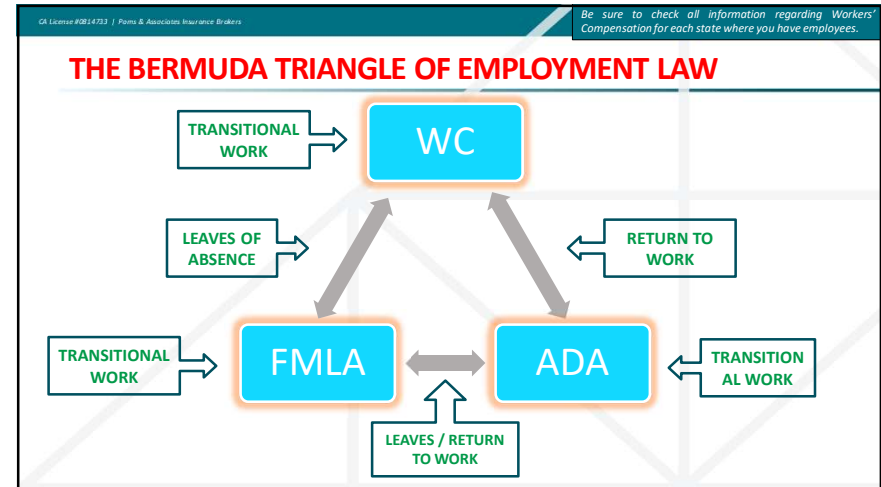 CA License #0814733 | Poms & Associates Insurance Brokers
Be sure to check all information regarding Workers'
Compensation for each state where you have employees.
THE BERMUDA TRIANGLE OF EMPLOYMENT LAW
TRANSITIONAL
WORK
WC
LEAVES OF
ABSENCE
RETURN TO
WORK
TRANSITIONAL
WORK
FMLA
ADA
TRANSITION
AL WORK
LEAVES / RETURN
TO WORK